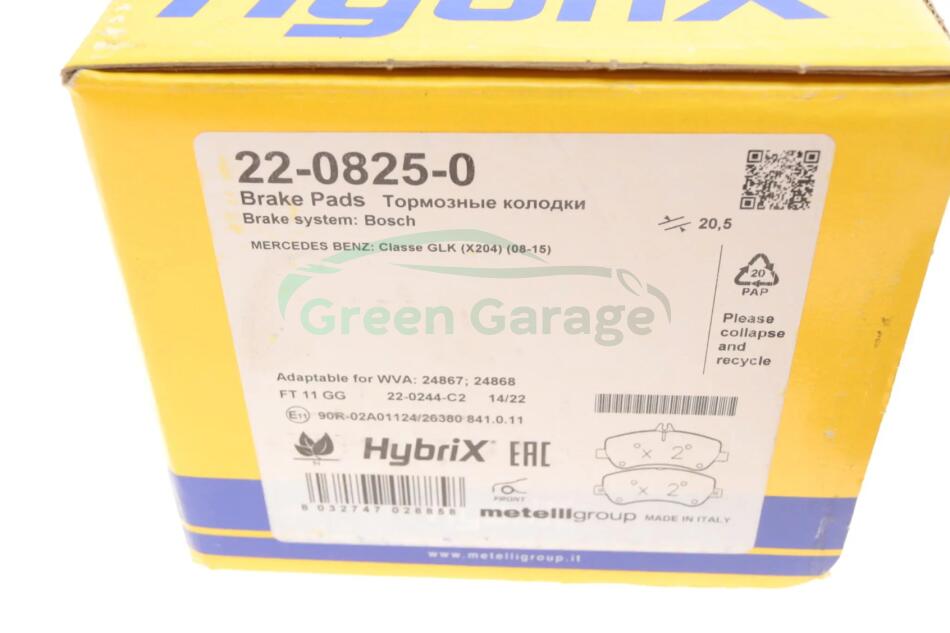 HybriX
22-0825-0
Brake Pads Тормозные колодки
Brake system: Bosch
20,5
MERCEDES BENZ: Classe GLK (X204) (08-15)
Green Garage
20
PAP
Please
collapse
and
recycle
Adaptable for WVA: 24867; 24868
FT 11 GG 22-0244-C2 14/22
E11 90R-02A01124/26380 841.0.11
HybriX® EAC
x 2
x 2
FRONT
8 032747 028858
metelligroup MADE IN ITALY
www.metelligroup.it